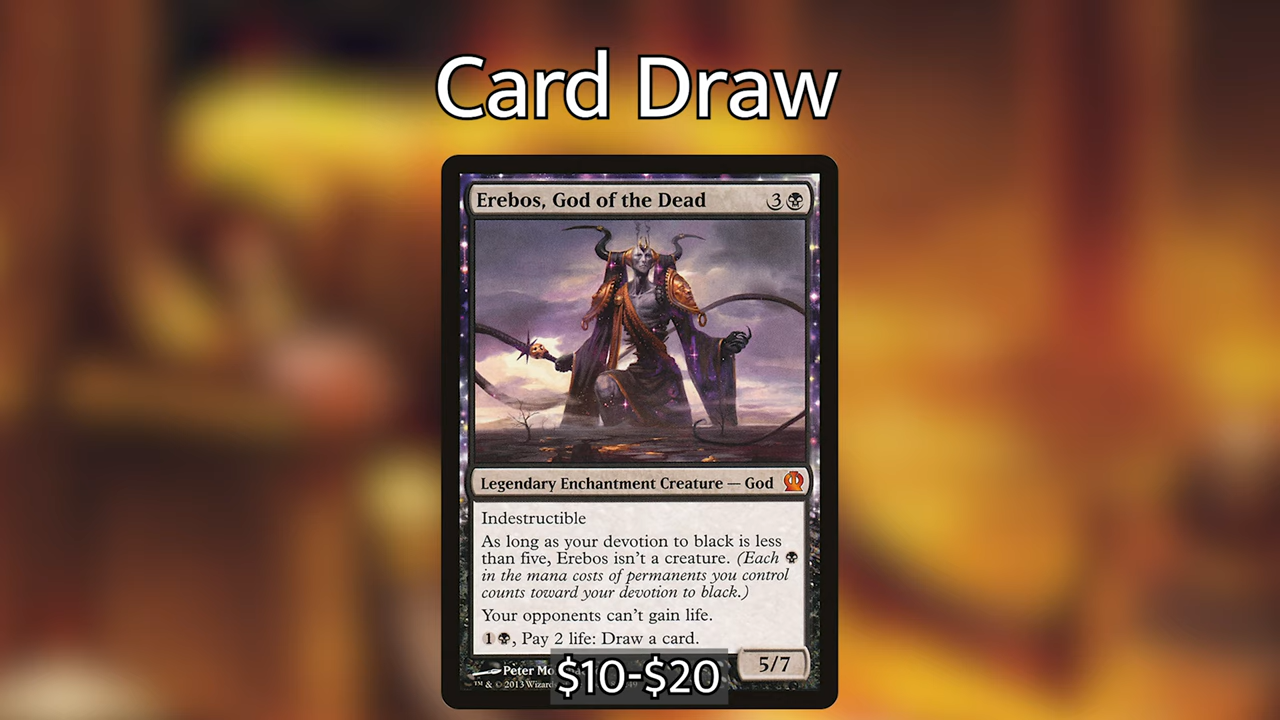 Card Draw
Erebos, God of the Dead 3
Legendary Enchantment Creature — God
Indestructible
As long as your devotion to black is less
than five, Erebos isn't a creature. (Each
in the mana costs of permanents you control
counts toward your devotion to black.)
Your opponents can't gain life.
1, Pay 2 life: Draw a card.
5/7
Peter
™ & © 2013
$10-$20